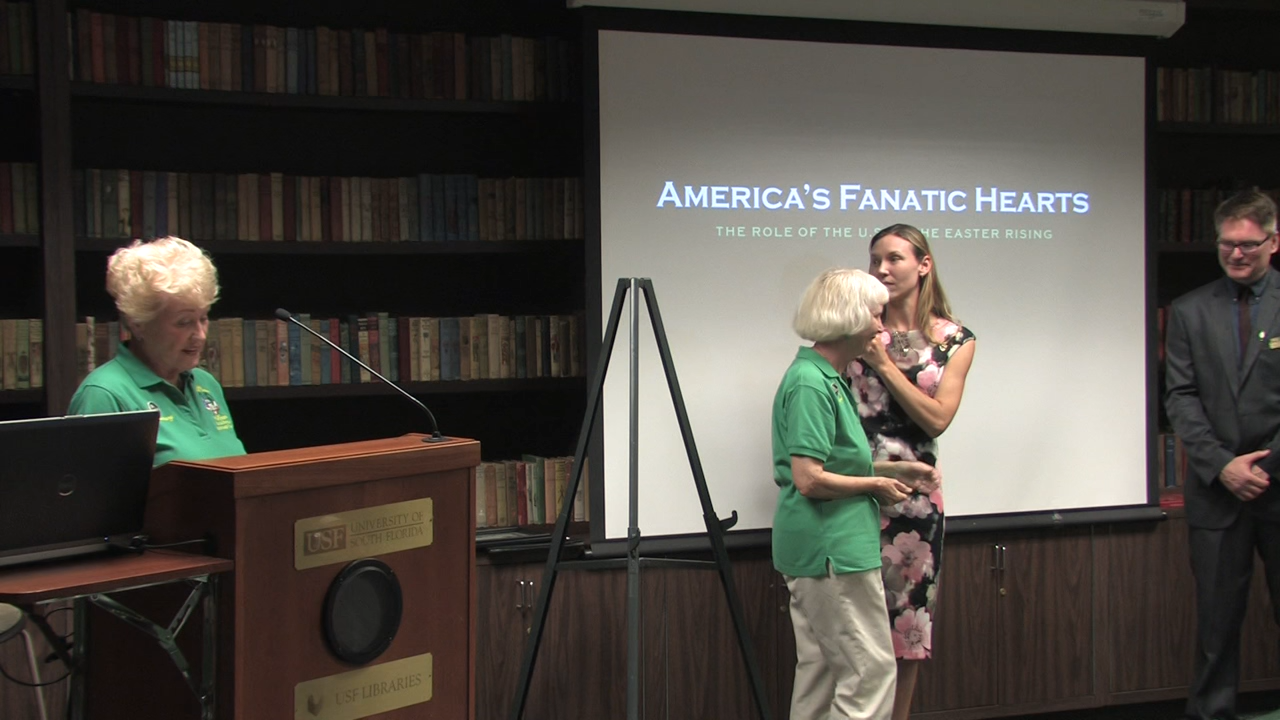 AMERICA'S FANATIC HEARTS
THE ROLE OF THE U.S. THE EASTER RISING
USF UNIVERSITY OF
SOUTH FLORIDA
USF LIBRARIES